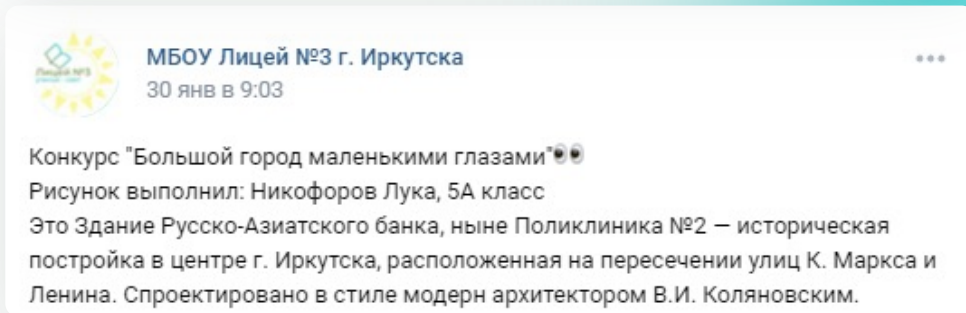 МБОУ Лицей №3 г. Иркутска
30 янв в 9:03
Лицей №3
Конкурс "Большой город маленькими глазами"👀
Рисунок выполнил: Никофоров Лука, 5А класс
Это Здание Русско-Азиатского банка, ныне Поликлиника №2 — историческая
постройка в центре г. Иркутска, расположенная на пересечении улиц К. Маркса и
Ленина. Спроектировано в стиле модерн архитектором В.И. Коляновским.